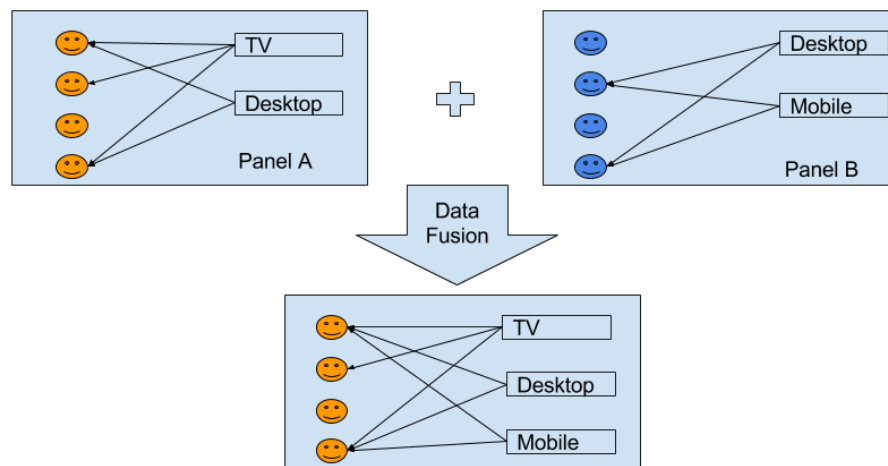 TV
Desktop
Panel A
Desktop
Mobile
Panel B
Data
Fusion
TV
Desktop
Mobile